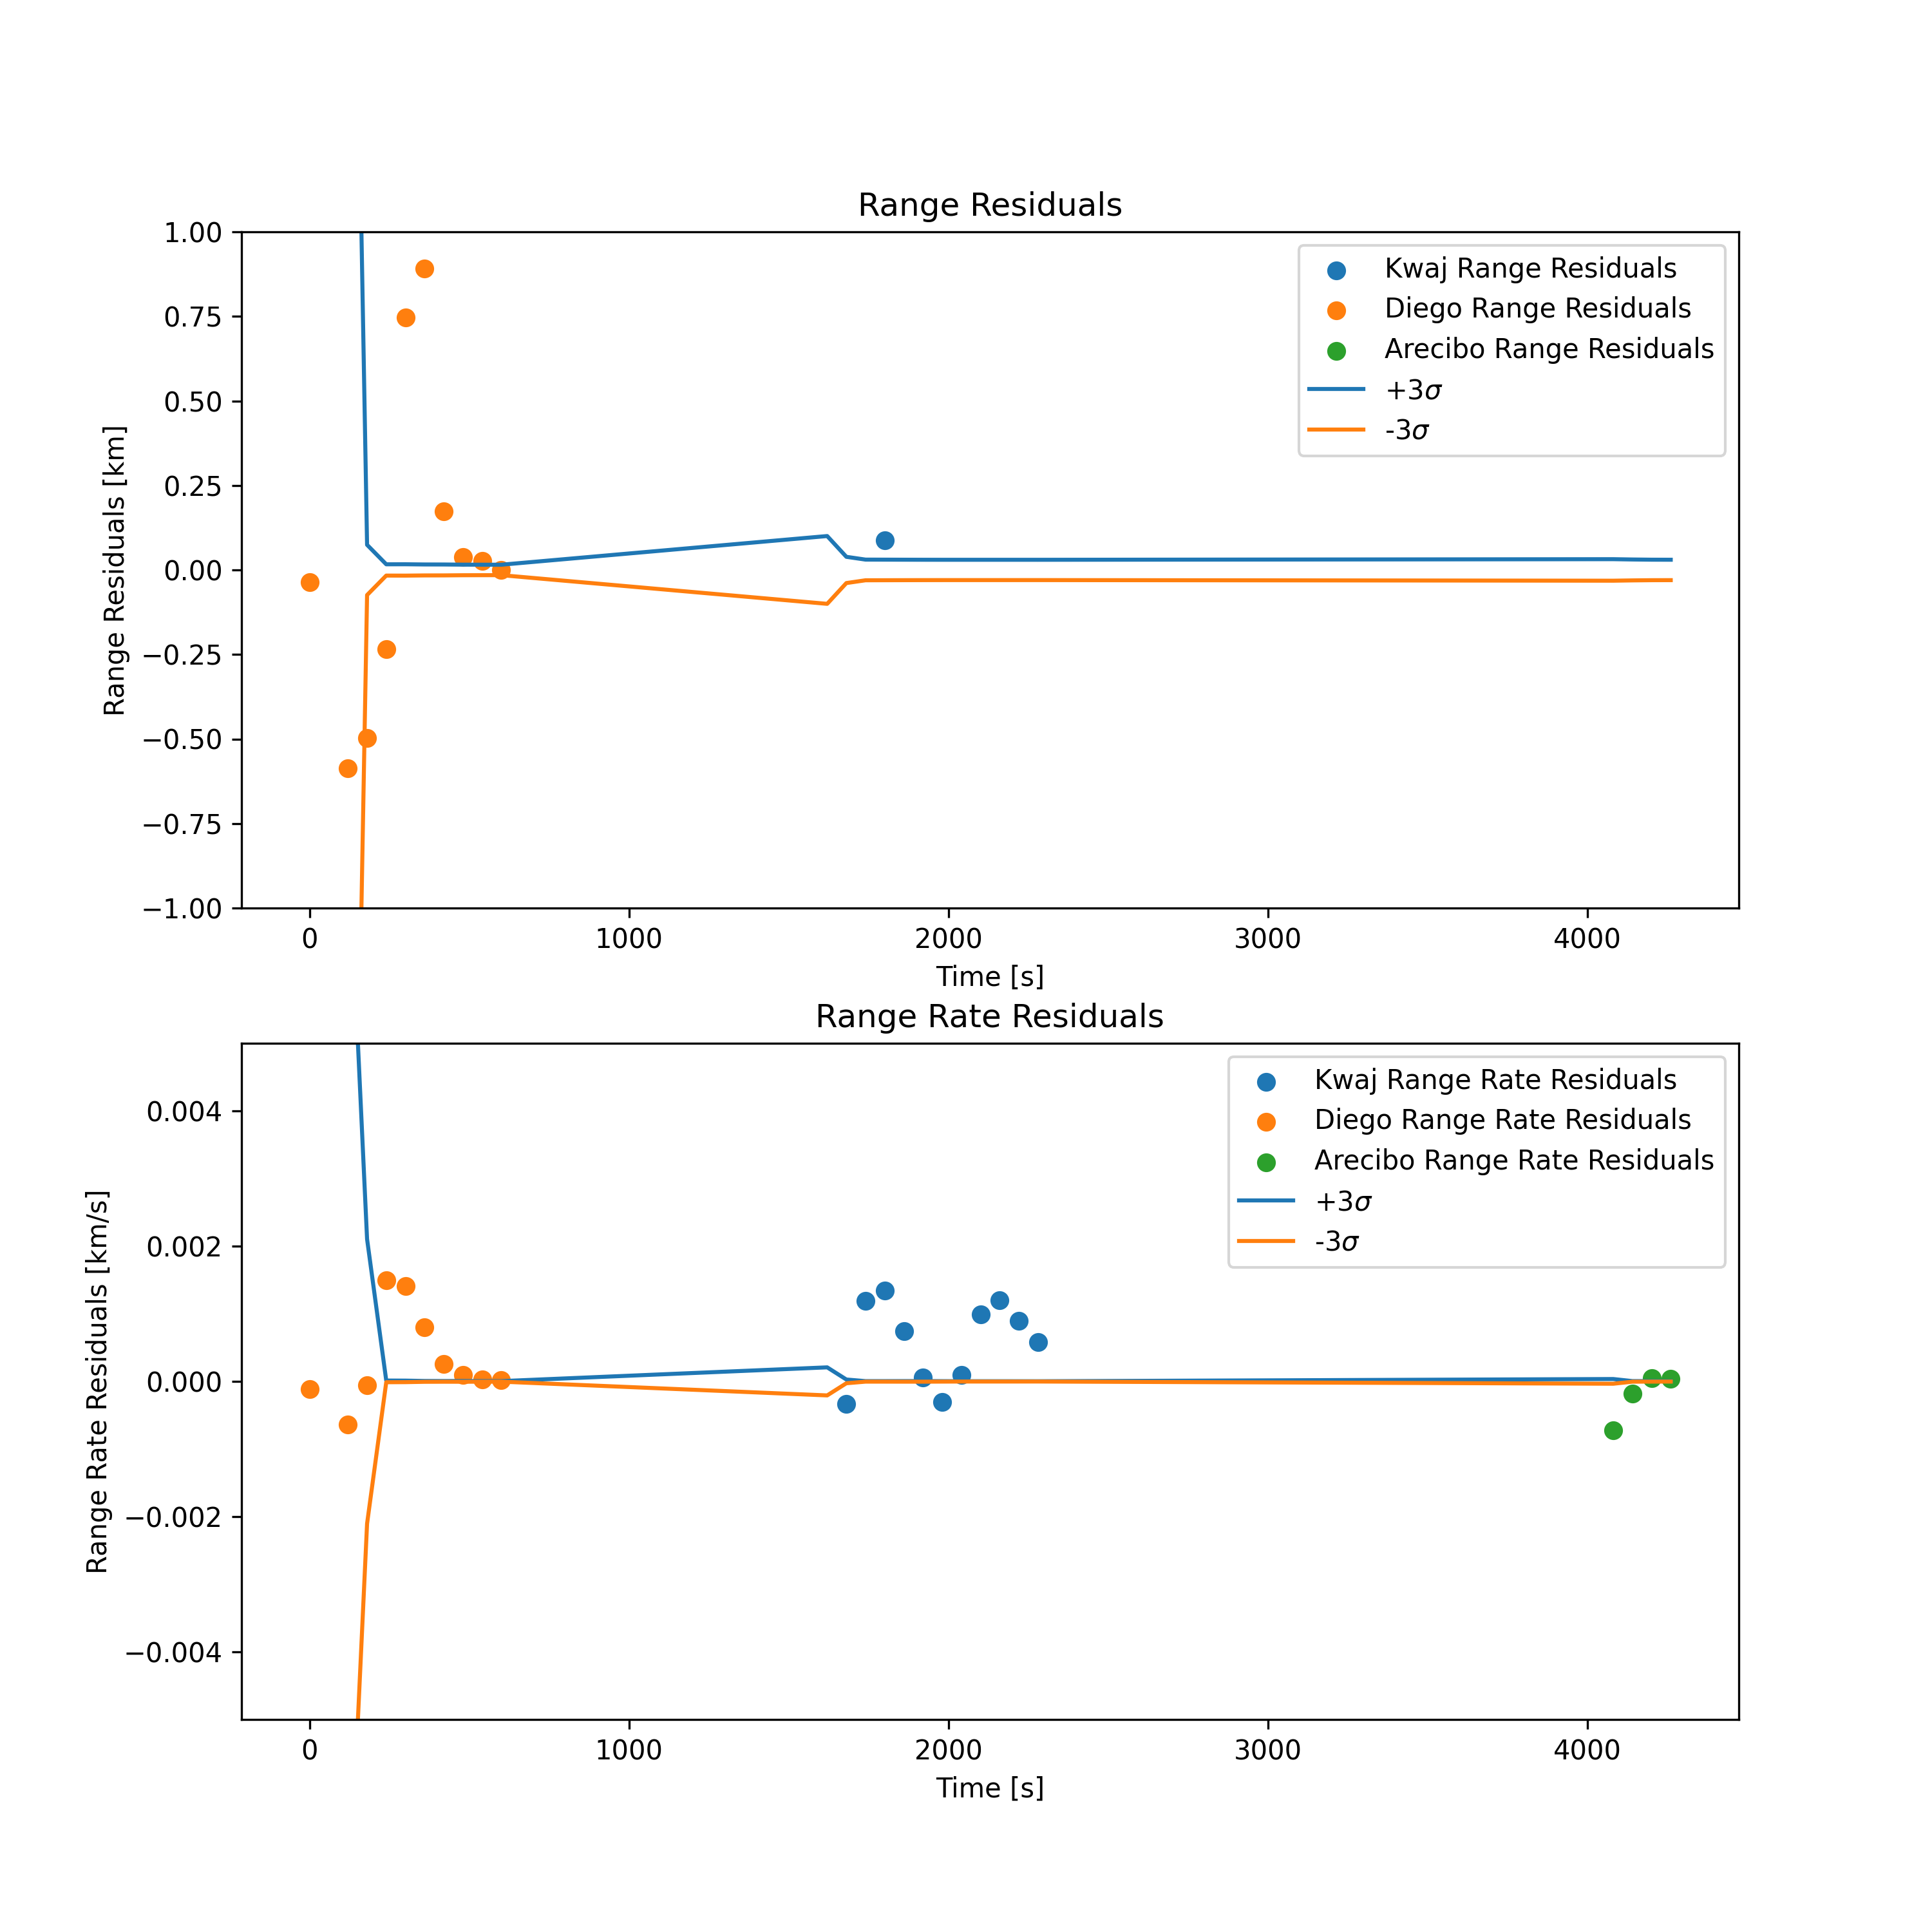 Range Residuals
1.00
0.75
0.50
0.25
0.00
−0.25
−0.50
−0.75
−1.00
Range Residuals [km]
Kwaj Range Residuals
Diego Range Residuals
Arecibo Range Residuals
+3σ
-3σ
0 1000 2000 3000 4000
Time [s]
Range Rate Residuals
0.004
0.002
0.000
−0.002
−0.004
Range Rate Residuals [km/s]
Kwaj Range Rate Residuals
Diego Range Rate Residuals
Arecibo Range Rate Residuals
+3σ
-3σ
0 1000 2000 3000 4000
Time [s]